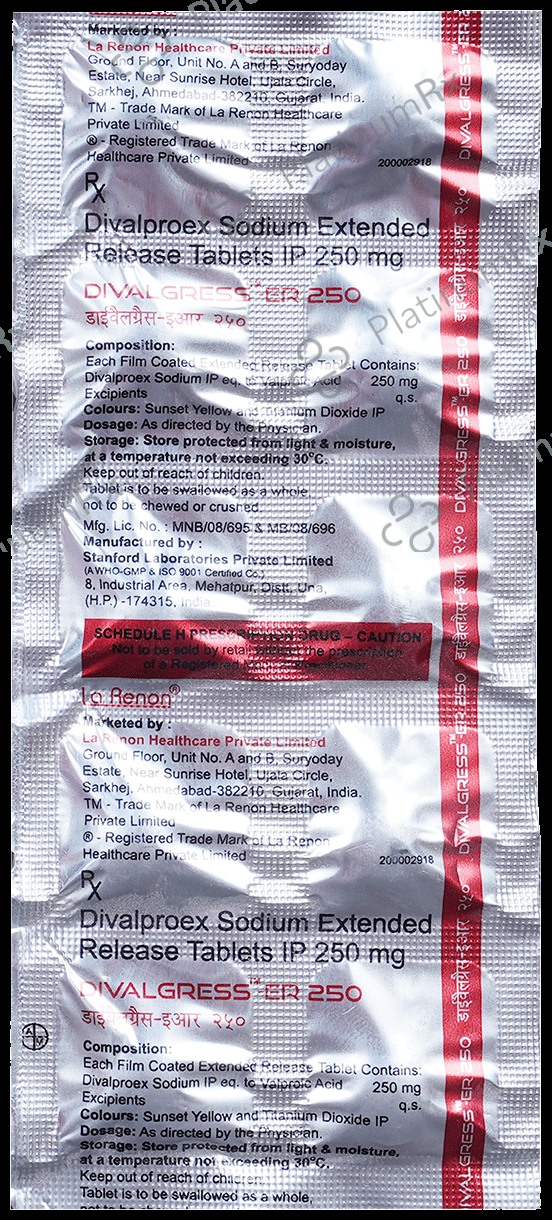 Marketed by :
La Renon Healthcare Private Limited
Ground Floor, Unit No. A and B, Suryoday
Estate, Near Sunrise Hotel, Ujala Circle,
Sarkhej, Ahmedabad-382210, Gujarat, India.
TM - Trade Mark of La Renon Healthcare
Private Limited
® - Registered Trade Mark of La Renon
Healthcare Private Limited
200002918
Rx
Divalproex Sodium Extended
Release Tablets IP 250 mg
DIVALGRESS™-ER 250
डाईवैलग्रैस-इआर २५०
Composition:
Each Film Coated Extended Release Tablet Contains:
Divalproex Sodium IP eq. to Valproic Acid 250 mg
Excipients q.s.
Colours: Sunset Yellow and Titanium Dioxide IP
Dosage: As directed by the Physician.
Storage: Store protected from light & moisture,
at a temperature not exceeding 30°C.
Keep out of reach of children.
Tablet is to be swallowed as a whole,
not to be chewed or crushed.
Mfg. Lic. No. : MNB/08/695 & MB/08/696
Manufactured by :
Stanford Laboratories Private Limited
(A WHO-GMP & ISO 9001 Certified Co.)
8, Industrial Area, Mehatpur, Distt. Una,
(H.P.) -174315. India
SCHEDULE H PRESCRIPTION DRUG – CAUTION
Not to be sold by retail without the prescription
of a Registered Practitioner.
La Renon®
Marketed by :
La Renon Healthcare Private Limited
Ground Floor, Unit No. A and B, Suryoday
Estate, Near Sunrise Hotel, Ujala Circle,
Sarkhej, Ahmedabad-382210, Gujarat, India.
TM - Trade Mark of La Renon Healthcare
Private Limited
® - Registered Trade Mark of La Renon
Healthcare Private Limited
200002918
Rx
Divalproex Sodium Extended
Release Tablets IP 250 mg
DIVALGRESS™-ER 250
डाईवैलग्रैस-इआर २५०
Composition:
Each Film Coated Extended Release Tablet Contains:
Divalproex Sodium IP eq. to Valproic Acid 250 mg
Excipients q.s.
Colours: Sunset Yellow and Titanium Dioxide IP
Dosage: As directed by the Physician.
Storage: Store protected from light & moisture,
at a temperature not exceeding 30°C.
Keep out of reach of children.
Tablet is to be swallowed as a whole,
DIVALGRESS™-ER 250 डाईवैलग्रैस-इआर २५० DIVALGRESS™-ER 250 डाईवैलग्रैस-इआर २५० DIVALGRESS™-ER 250 डाईवैलग्रैस-इआर २५० DIVALGRESS™-ER
PlatinumRx